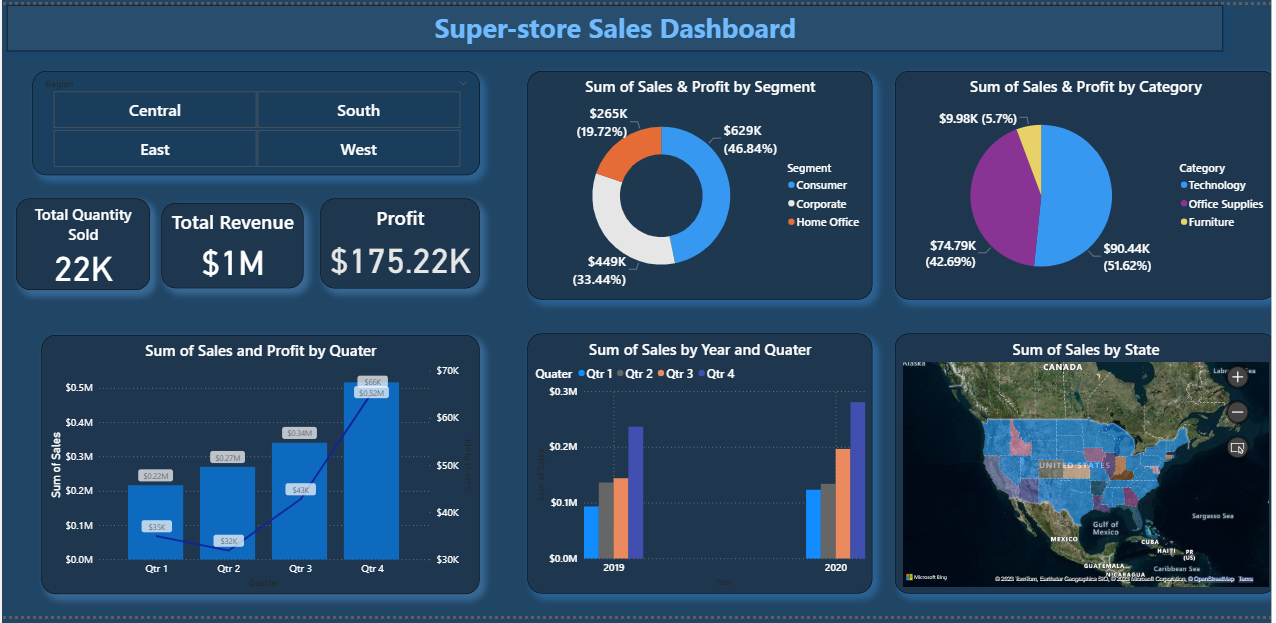 Super-store Sales Dashboard
Region
Central
South
East
West
Total Quantity
Sold
22K
Total Revenue
$1M
Profit
$175.22K
Sum of Sales & Profit by Segment
$265K
(19.72%)
$629K
(46.84%)
$449K
(33.44%)
Segment
Consumer
Corporate
Home Office
Sum of Sales & Profit by Category
$9.98K (5.7%)
$74.79K
(42.69%)
$90.44K
(51.62%)
Category
Technology
Office Supplies
Furniture
Sum of Sales and Profit by Quater
Sum of Sales
$0.5M
$0.4M
$0.3M
$0.2M
$0.1M
$0.0M
$0.22M
$0.27M
$0.34M
$0.52M
$35K
$32K
$43K
$66K
$70K
$60K
$50K
$40K
$30K
Sum of Profit
Qtr 1
Qtr 2
Qtr 3
Qtr 4
Quarter
Sum of Sales by Year and Quater
Quater Qtr 1 Qtr 2 Qtr 3 Qtr 4
Sum of Sales
$0.3M
$0.2M
$0.1M
$0.0M
2019
2020
Year
Sum of Sales by State
Alaska
CANADA
UNITED STATES
MEXICO
Gulf of
Mexico
CUBA
HAITI
PR
(US)
GUATEMALA
NICARAGUA
Caribbean Sea
Sargasso Sea
Microsoft Bing
© 2023 TomTom, Earthstar Geographics SIO, © 2023 Microsoft Corporation, © OpenStreetMap Terms